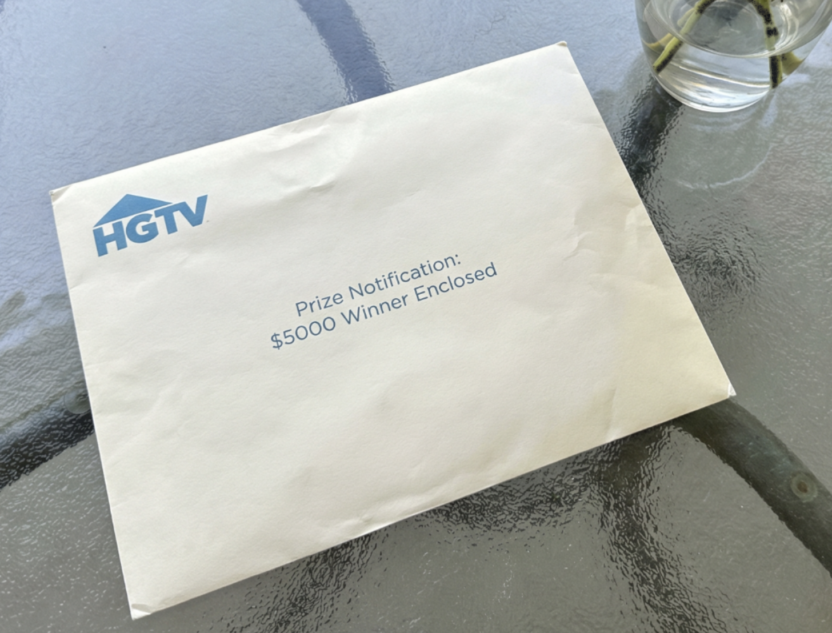 HGTV
Prize Notification:
$5000 Winner Enclosed